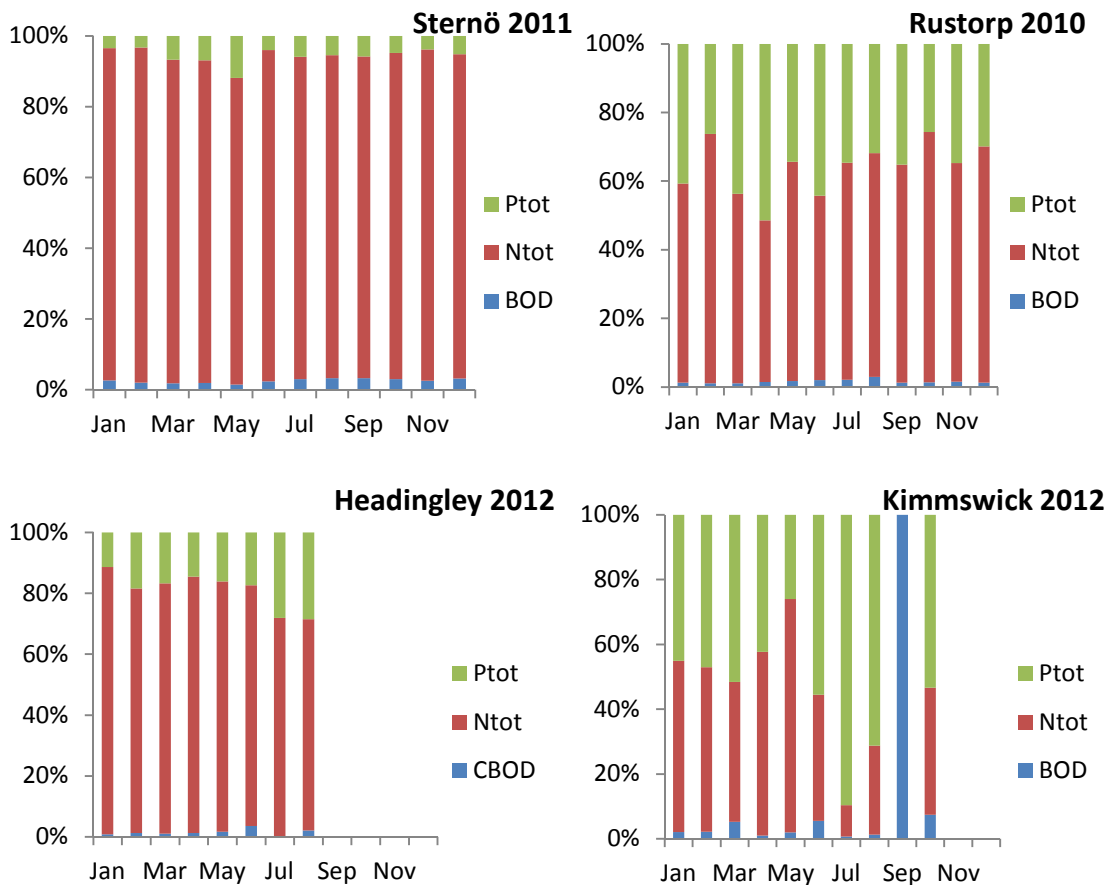 Sternö 2011
100%
80%
60%
40%
20%
0%
Ptot
Ntot
BOD
Jan Mar May Jul Sep Nov
Rustorp 2010
100%
80%
60%
40%
20%
0%
Ptot
Ntot
BOD
Jan Mar May Jul Sep Nov
Headingley 2012
100%
80%
60%
40%
20%
0%
Ptot
Ntot
CBOD
Jan Mar May Jul Sep Nov
Kimmswick 2012
100%
80%
60%
40%
20%
0%
Ptot
Ntot
BOD
Jan Mar May Jul Sep Nov